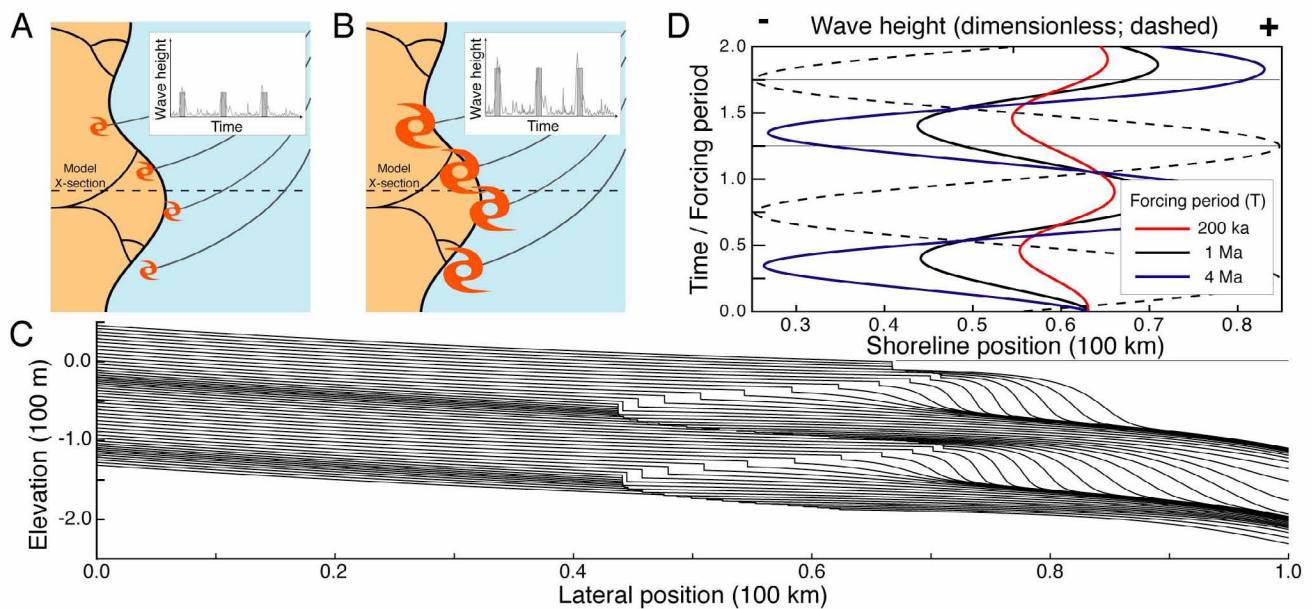 A
Wave height
Time
Model
X-section
B
Wave height
Time
Model
X-section
D
- Wave height (dimensionless; dashed) +
Time / Forcing period
2.0
1.5
1.0
0.5
0.0
Forcing period (T)
200 ka
1 Ma
4 Ma
0.3 0.4 0.5 0.6 0.7 0.8
Shoreline position (100 km)
C
Elevation (100 m)
0.0
-1.0
-2.0
0.0 0.2 0.4 0.6 0.8 1.0
Lateral position (100 km)